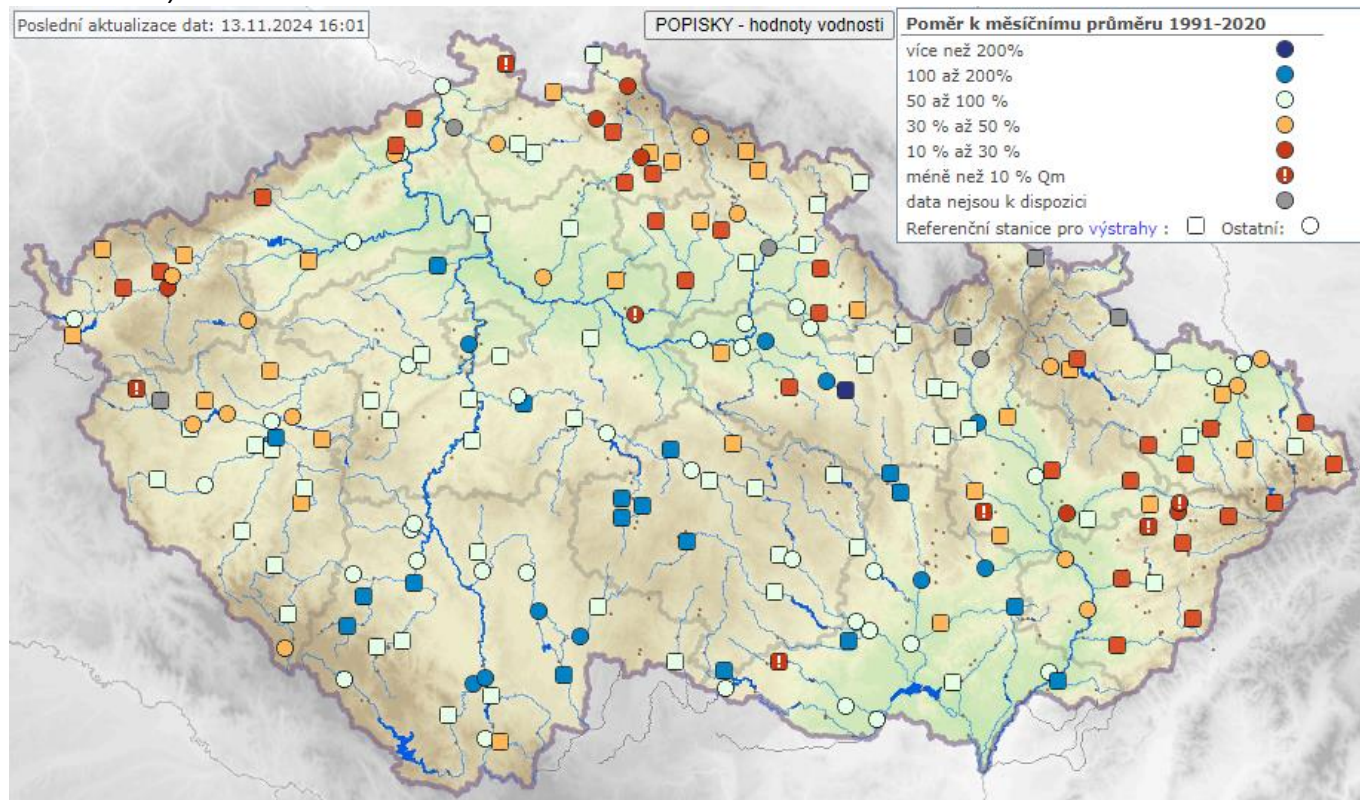 Poslední aktualizace dat: 13.11.2024 16:01
POPISKY - hodnoty vodnosti
Poměr k měsíčnímu průměru 1991-2020
více než 200%
100 až 200%
50 až 100 %
30 % až 50 %
10 % až 30 %
méně než 10 % Qm
data nejsou k dispozici
Referenční stanice pro výstrahy : Ostatní: